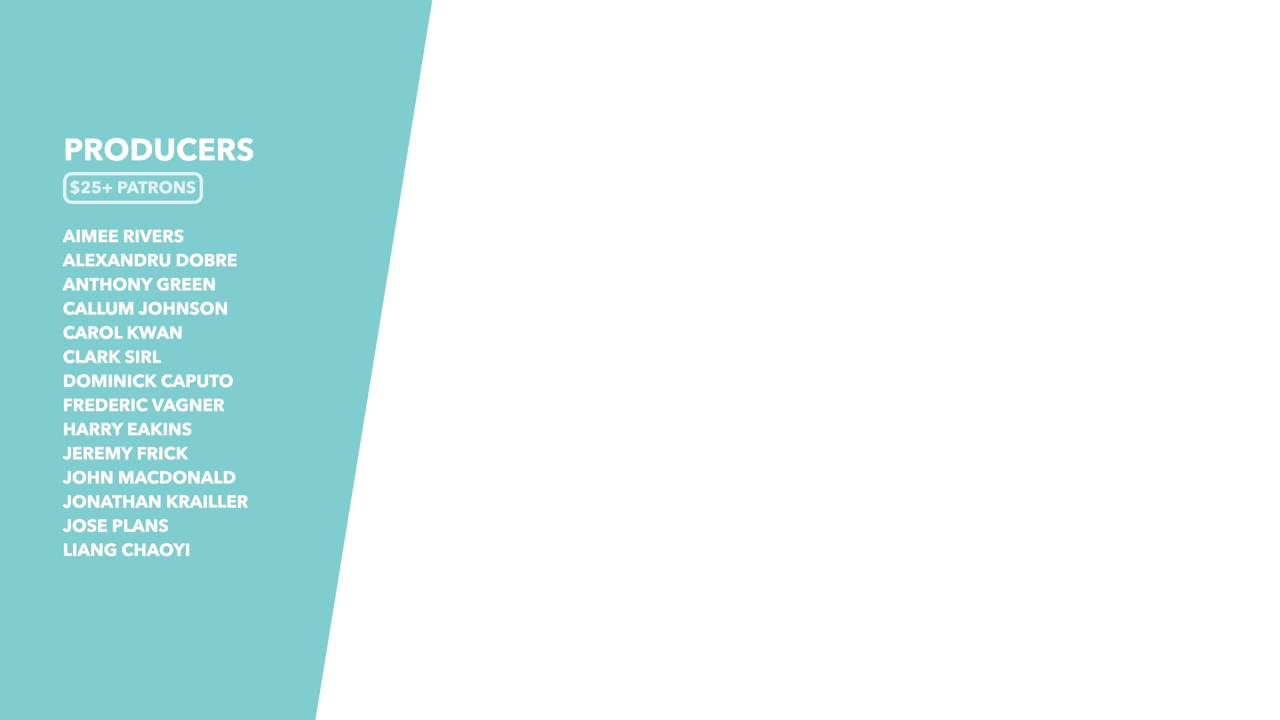 PRODUCERS
$25+ PATRONS
AIMEE RIVERS
ALEXANDRU DOBRE
ANTHONY GREEN
CALLUM JOHNSON
CAROL KWAN
CLARK SIRL
DOMINICK CAPUTO
FREDERIC VAGNER
HARRY EAKINS
JEREMY FRICK
JOHN MACDONALD
JONATHAN KRAILLER
JOSE PLANS
LIANG CHAOYI